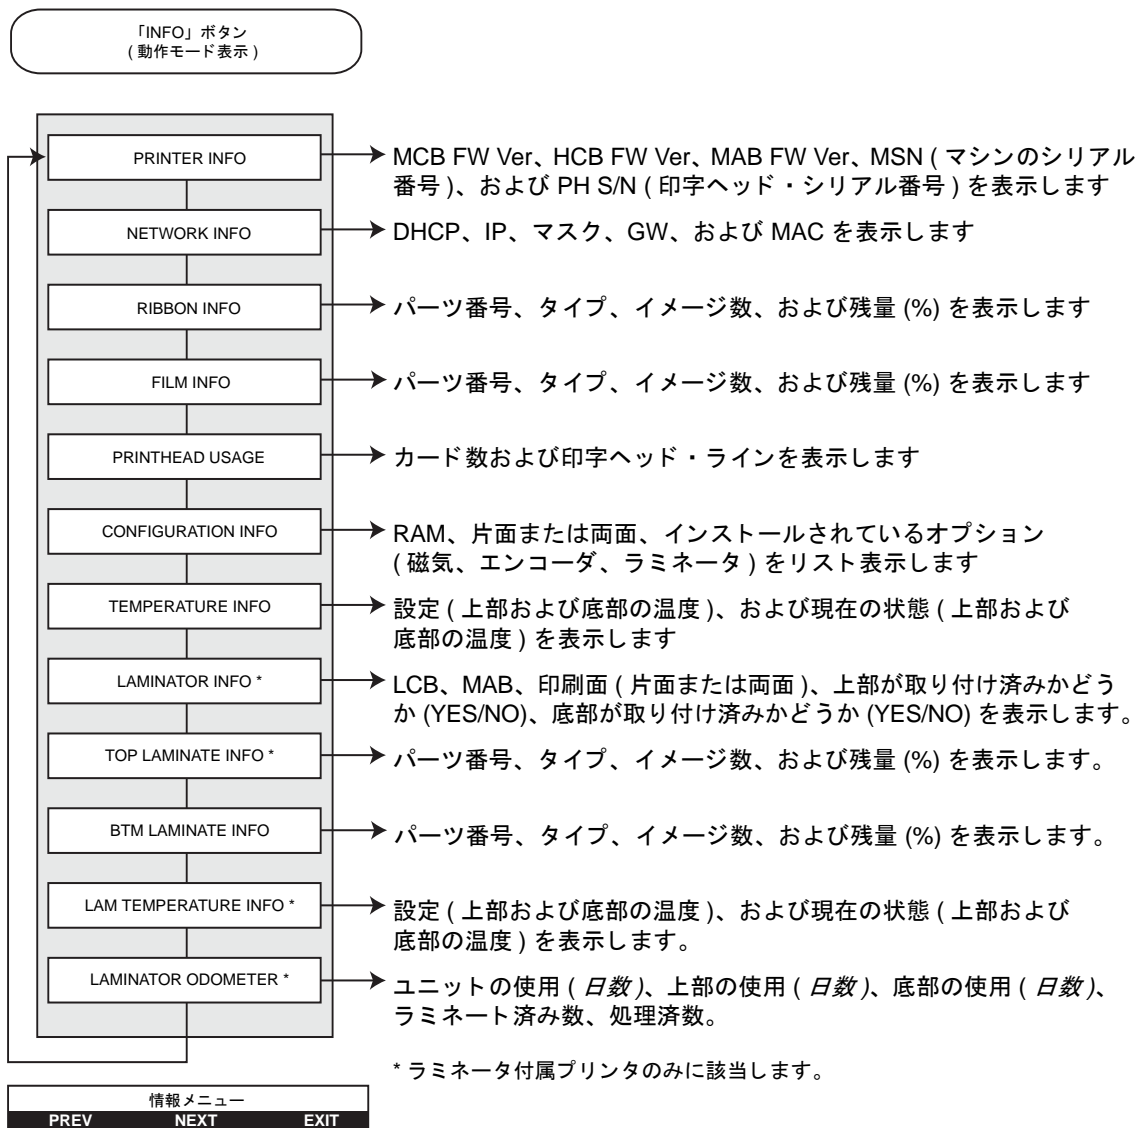 「INFO」ボタン
( 動作モード表示 )
PRINTER INFO
MCB FW Ver、HCB FW Ver、MAB FW Ver、MSN ( マシンのシリアル
番号 )、および PH S/N ( 印字ヘッド・シリアル番号 ) を表示します
NETWORK INFO
DHCP、IP、マスク、GW、および MAC を表示します
RIBBON INFO
パーツ番号、タイプ、イメージ数、および残量 (%) を表示します
FILM INFO
パーツ番号、タイプ、イメージ数、および残量 (%) を表示します
PRINTHEAD USAGE
カード数および印字ヘッド・ラインを表示します
CONFIGURATION INFO
RAM、片面または両面、インストールされているオプション
( 磁気、エンコーダ、ラミネータ ) をリスト表示します
TEMPERATURE INFO
設定 ( 上部および底部の温度 )、および現在の状態 ( 上部および
底部の温度 ) を表示します
LAMINATOR INFO *
LCB、MAB、印刷面 ( 片面または両面 )、上部が取り付け済みかどう
か (YES/NO)、底部が取り付け済みかどうか (YES/NO) を表示します。
TOP LAMINATE INFO *
パーツ番号、タイプ、イメージ数、および残量 (%) を表示します。
BTM LAMINATE INFO
パーツ番号、タイプ、イメージ数、および残量 (%) を表示します。
LAM TEMPERATURE INFO *
設定 ( 上部および底部の温度 )、および現在の状態 ( 上部および
底部の温度 ) を表示します。
LAMINATOR ODOMETER *
ユニットの使用 ( 日数 )、上部の使用 ( 日数 )、底部の使用 ( 日数 )、
ラミネート済み数、処理済数。
* ラミネータ付属プリンタのみに該当します。
情報メニュー
PREV NEXT EXIT